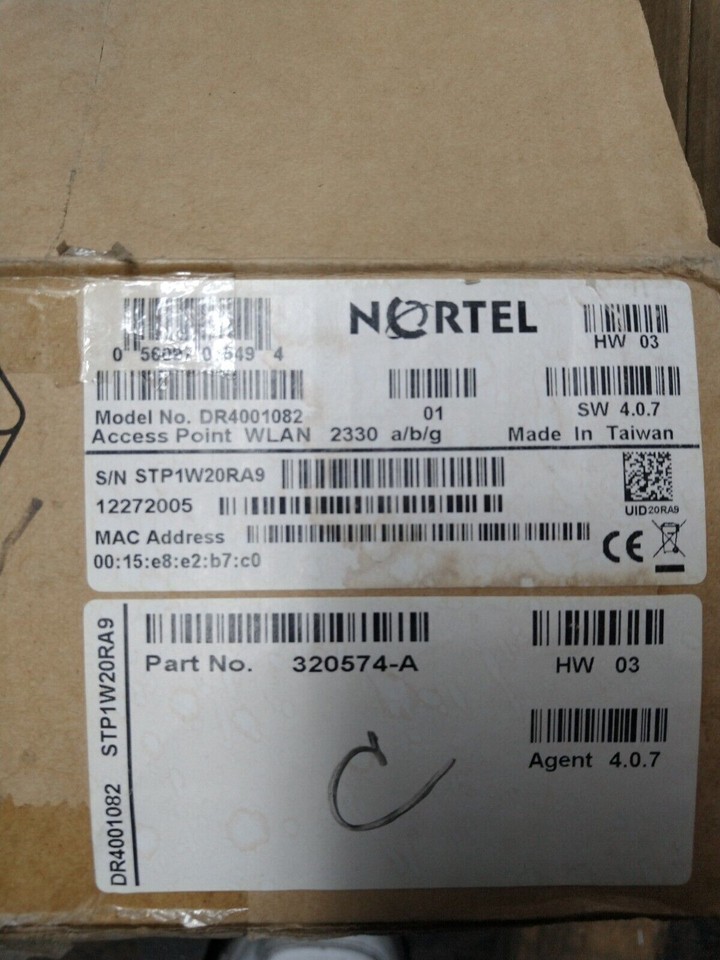 NORTEL
HW 03
Model No. DR4001082
01
SW 4.0.7
Access Point WLAN 2330 a/b/g
Made In Taiwan
S/N STP1W20RA9
12272005
UID20RA9
MAC Address
00:15:e8:e2:b7:c0
CE
DR4001082 STP1W20RA9
Part No. 320574-A
HW 03
Agent 4.0.7
C